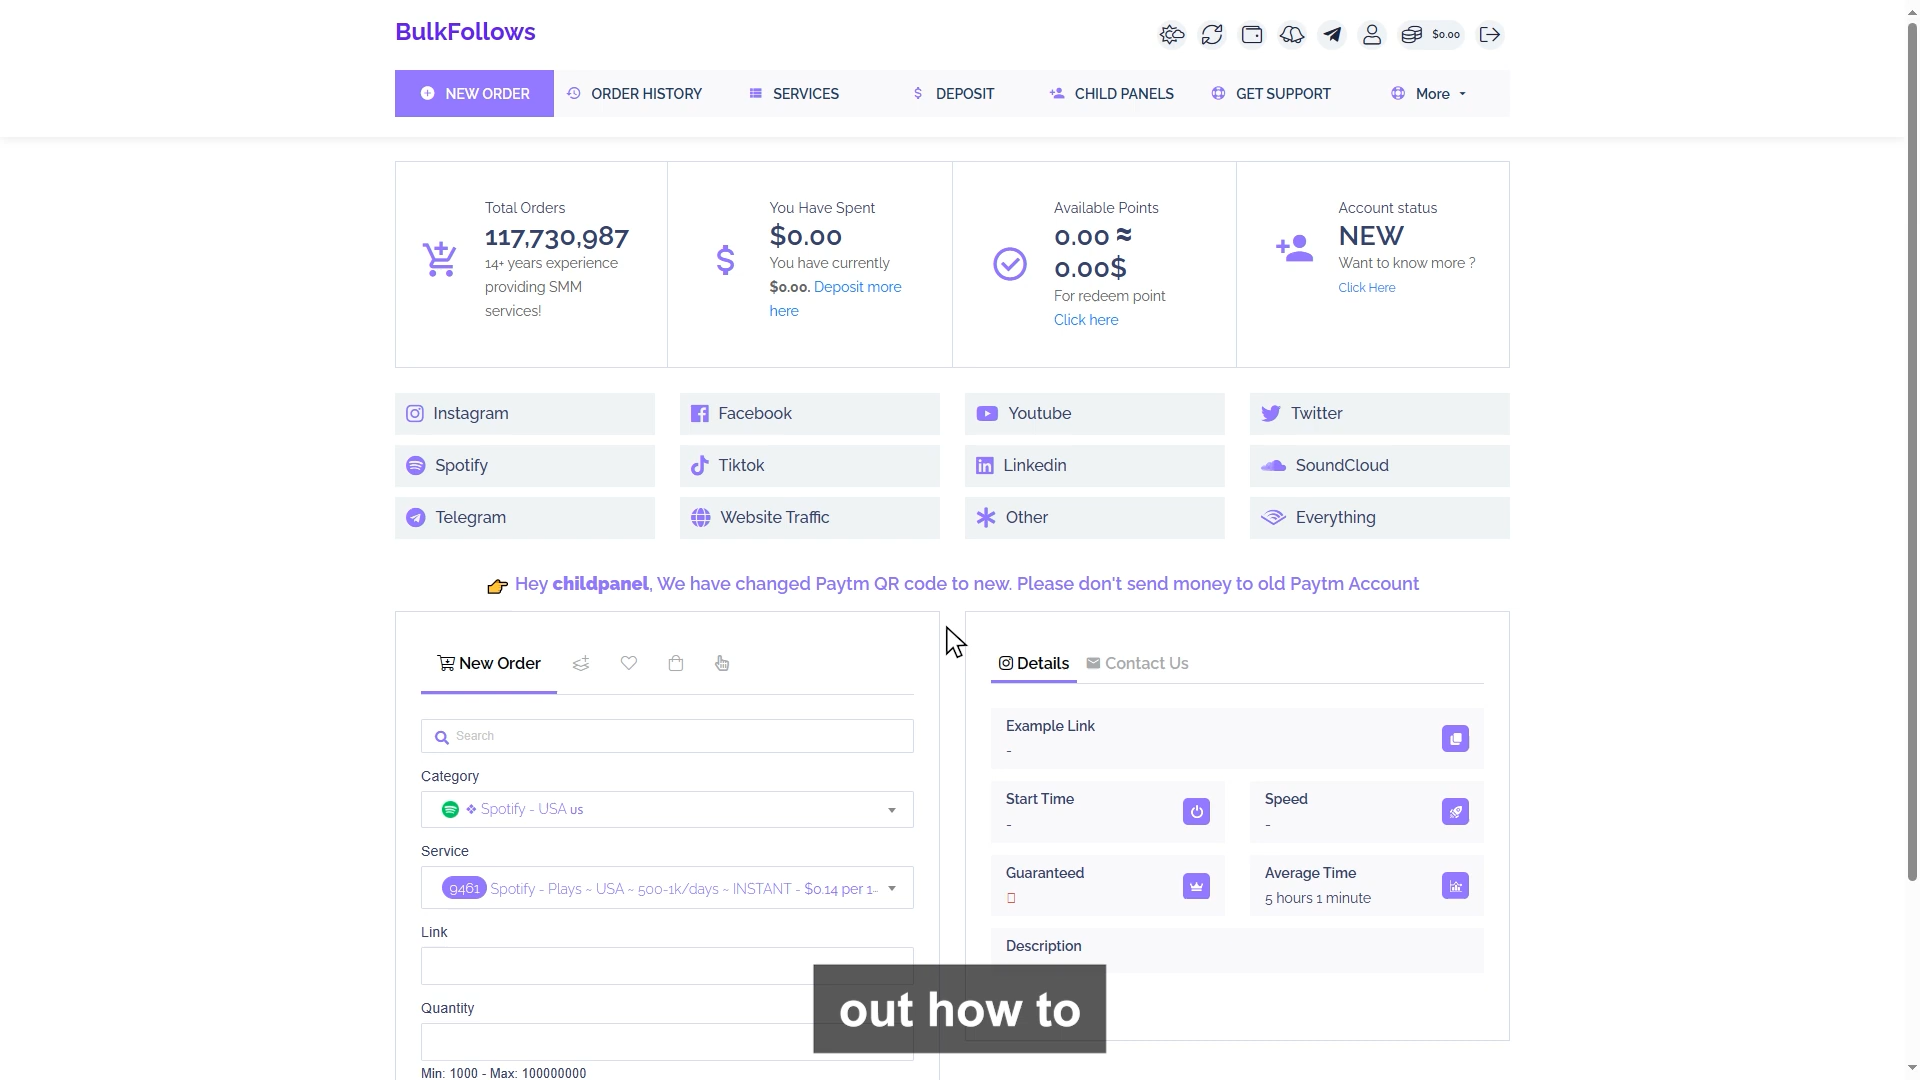 BulkFollows
$0.00
NEW ORDER
ORDER HISTORY
SERVICES
DEPOSIT
CHILD PANELS
GET SUPPORT
More
Total Orders
117,730,987
14+ years experience
providing SMM
services!
You Have Spent
$0.00
You have currently
$0.00. Deposit more
here
Available Points
0.00 ≈
0.00$
For redeem point
Click here
Account status
NEW
Want to know more ?
Click Here
Instagram
Facebook
Youtube
Twitter
Spotify
Tiktok
Linkedin
SoundCloud
Telegram
Website Traffic
Other
Everything
👉 Hey childpanel, We have changed Paytm QR code to new. Please don't send money to old Paytm Account
New Order
Search
Category
❖ Spotify - USA us
Service
9461 Spotify - Plays ~ USA ~ 500-1k/days ~ INSTANT - $0.14 per 1...
Link
Quantity
Min: 1000 - Max: 100000000
Details
Contact Us
Example Link
-
Start Time
-
Speed
-
Guaranteed
Average Time
5 hours 1 minute
Description
out how to